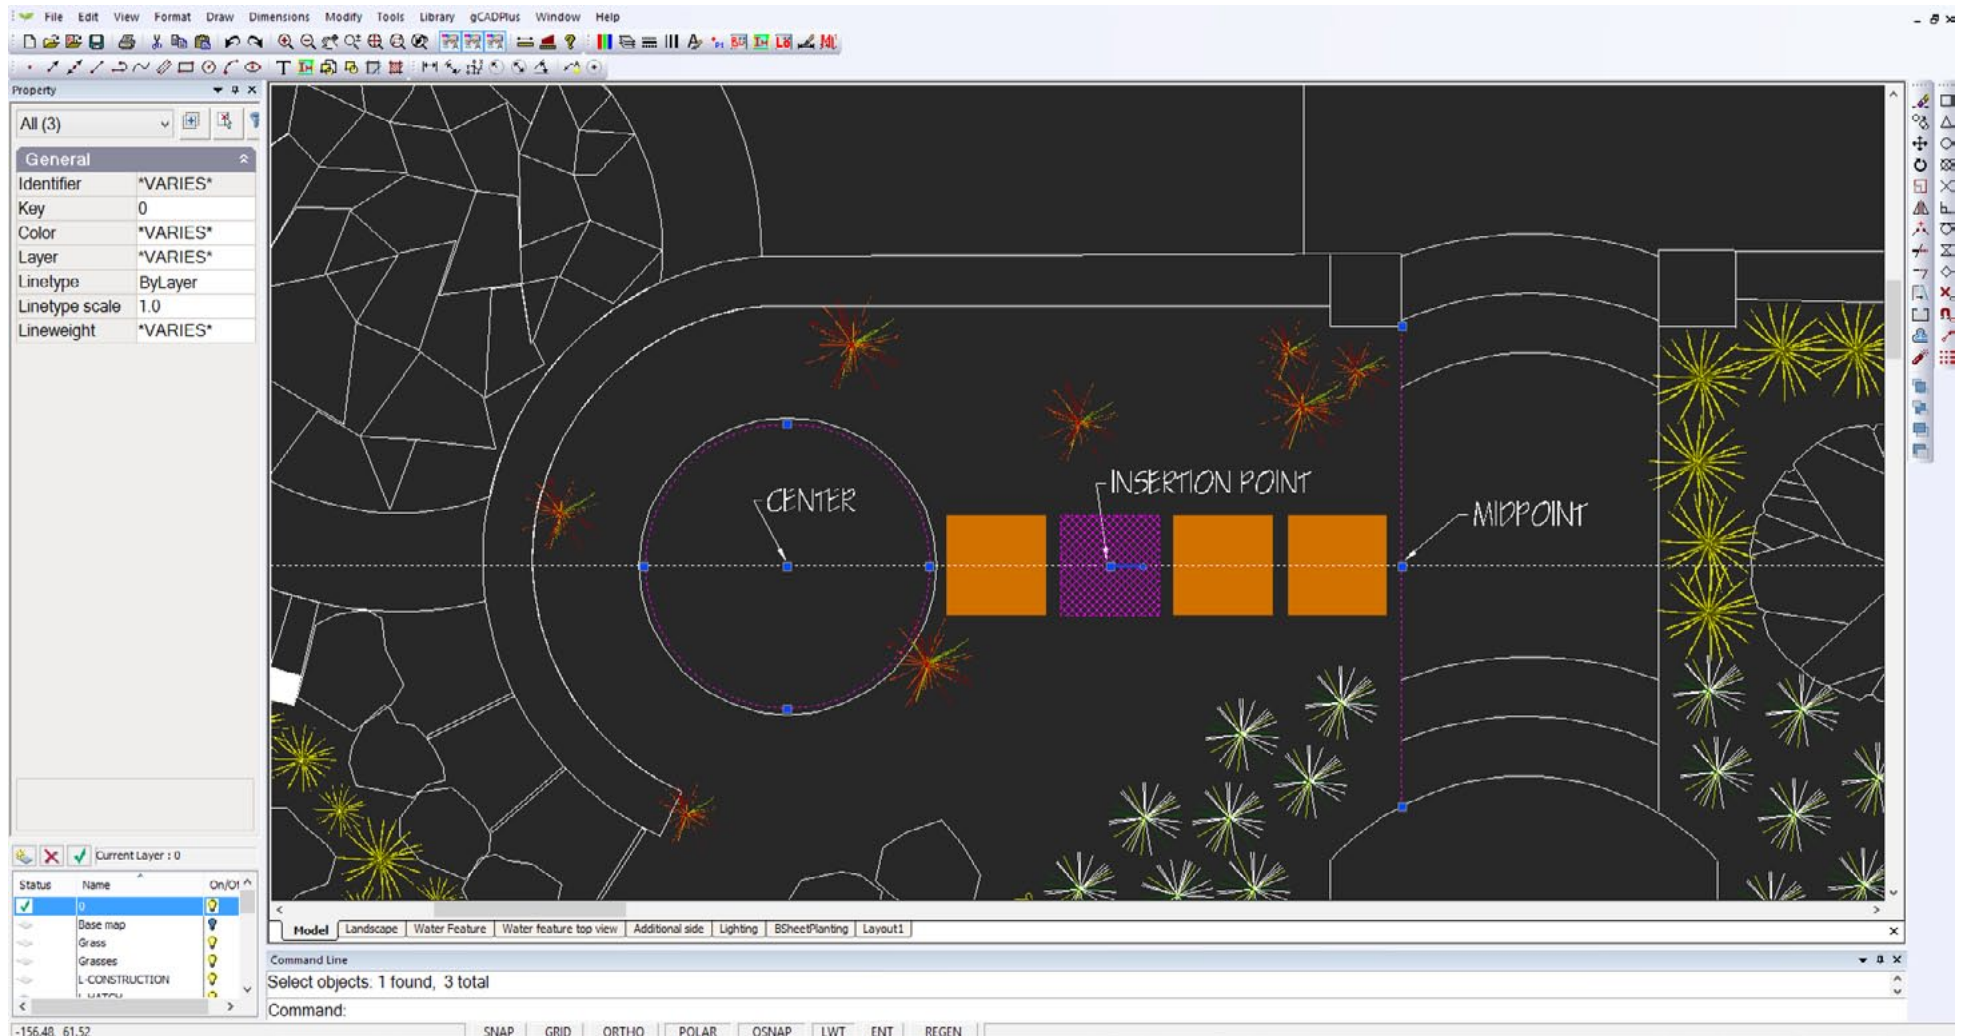 File Edit View Format Draw Dimensions Modify Tools Library gCADPlus Window Help
Property
All (3)
General
Identifier *VARIES*
Key 0
Color *VARIES*
Layer *VARIES*
Linetype ByLayer
Linetype scale 1.0
Lineweight *VARIES*
CENTER
INSERTION POINT
MIDPOINT
Current Layer : 0
Status Name On/Of
0
Base map
Grass
Grasses
L-CONSTRUCTION
L-HATCH
Model Landscape Water Feature Water feature top view Additional side Lighting BSheetPlanting Layout1
Command Line
Select objects: 1 found, 3 total
Command:
-156.48, 61.52 SNAP GRID ORTHO POLAR OSNAP LWT ENT REGEN